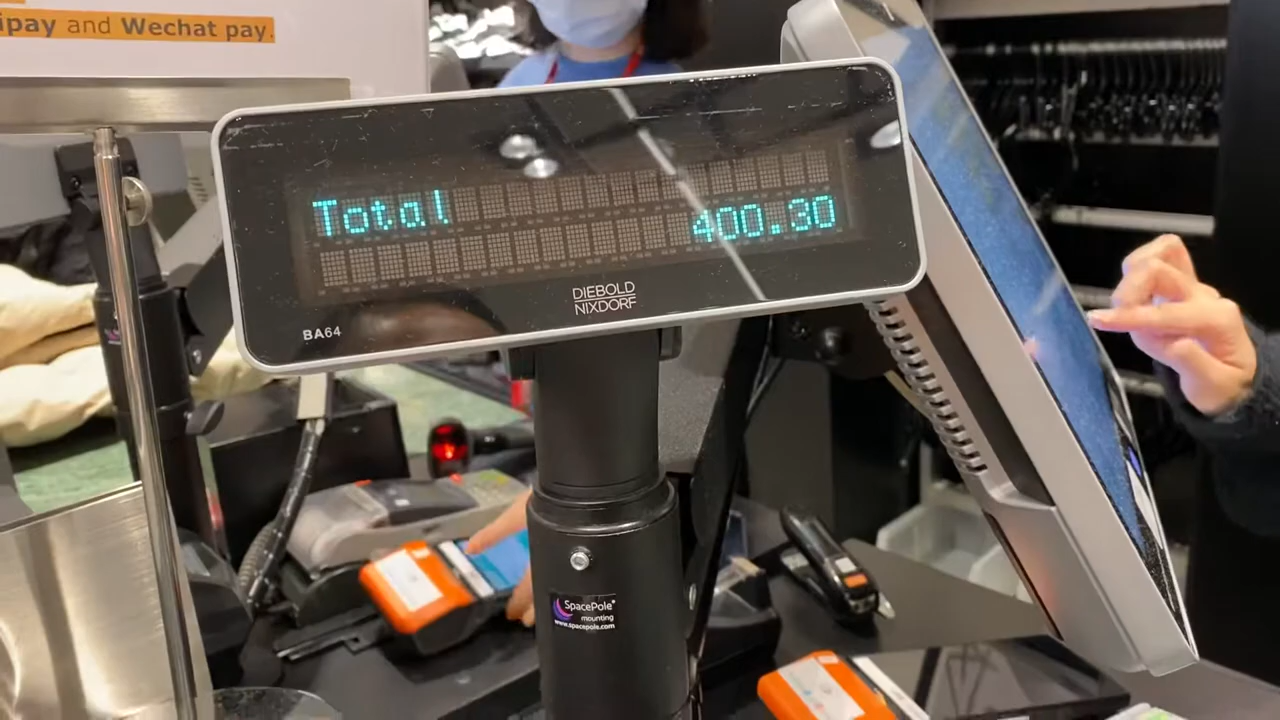 ipay and Wechat pay.
Total
400.30
DIEBOLD
NIXDORF
BA64
SpacePole®
mounting
www.spacepole.com